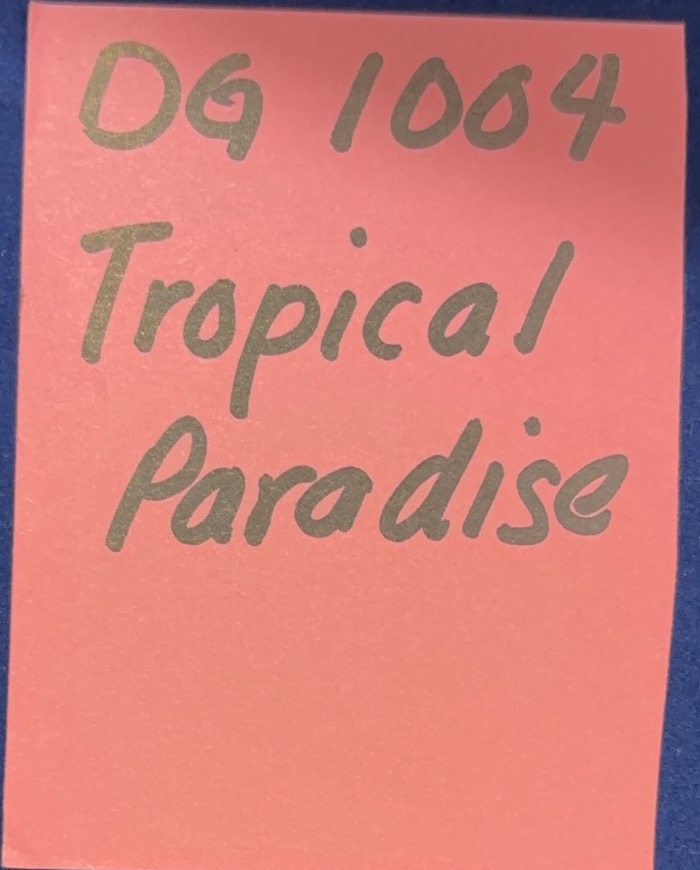 DG 1004
Tropical
Paradise